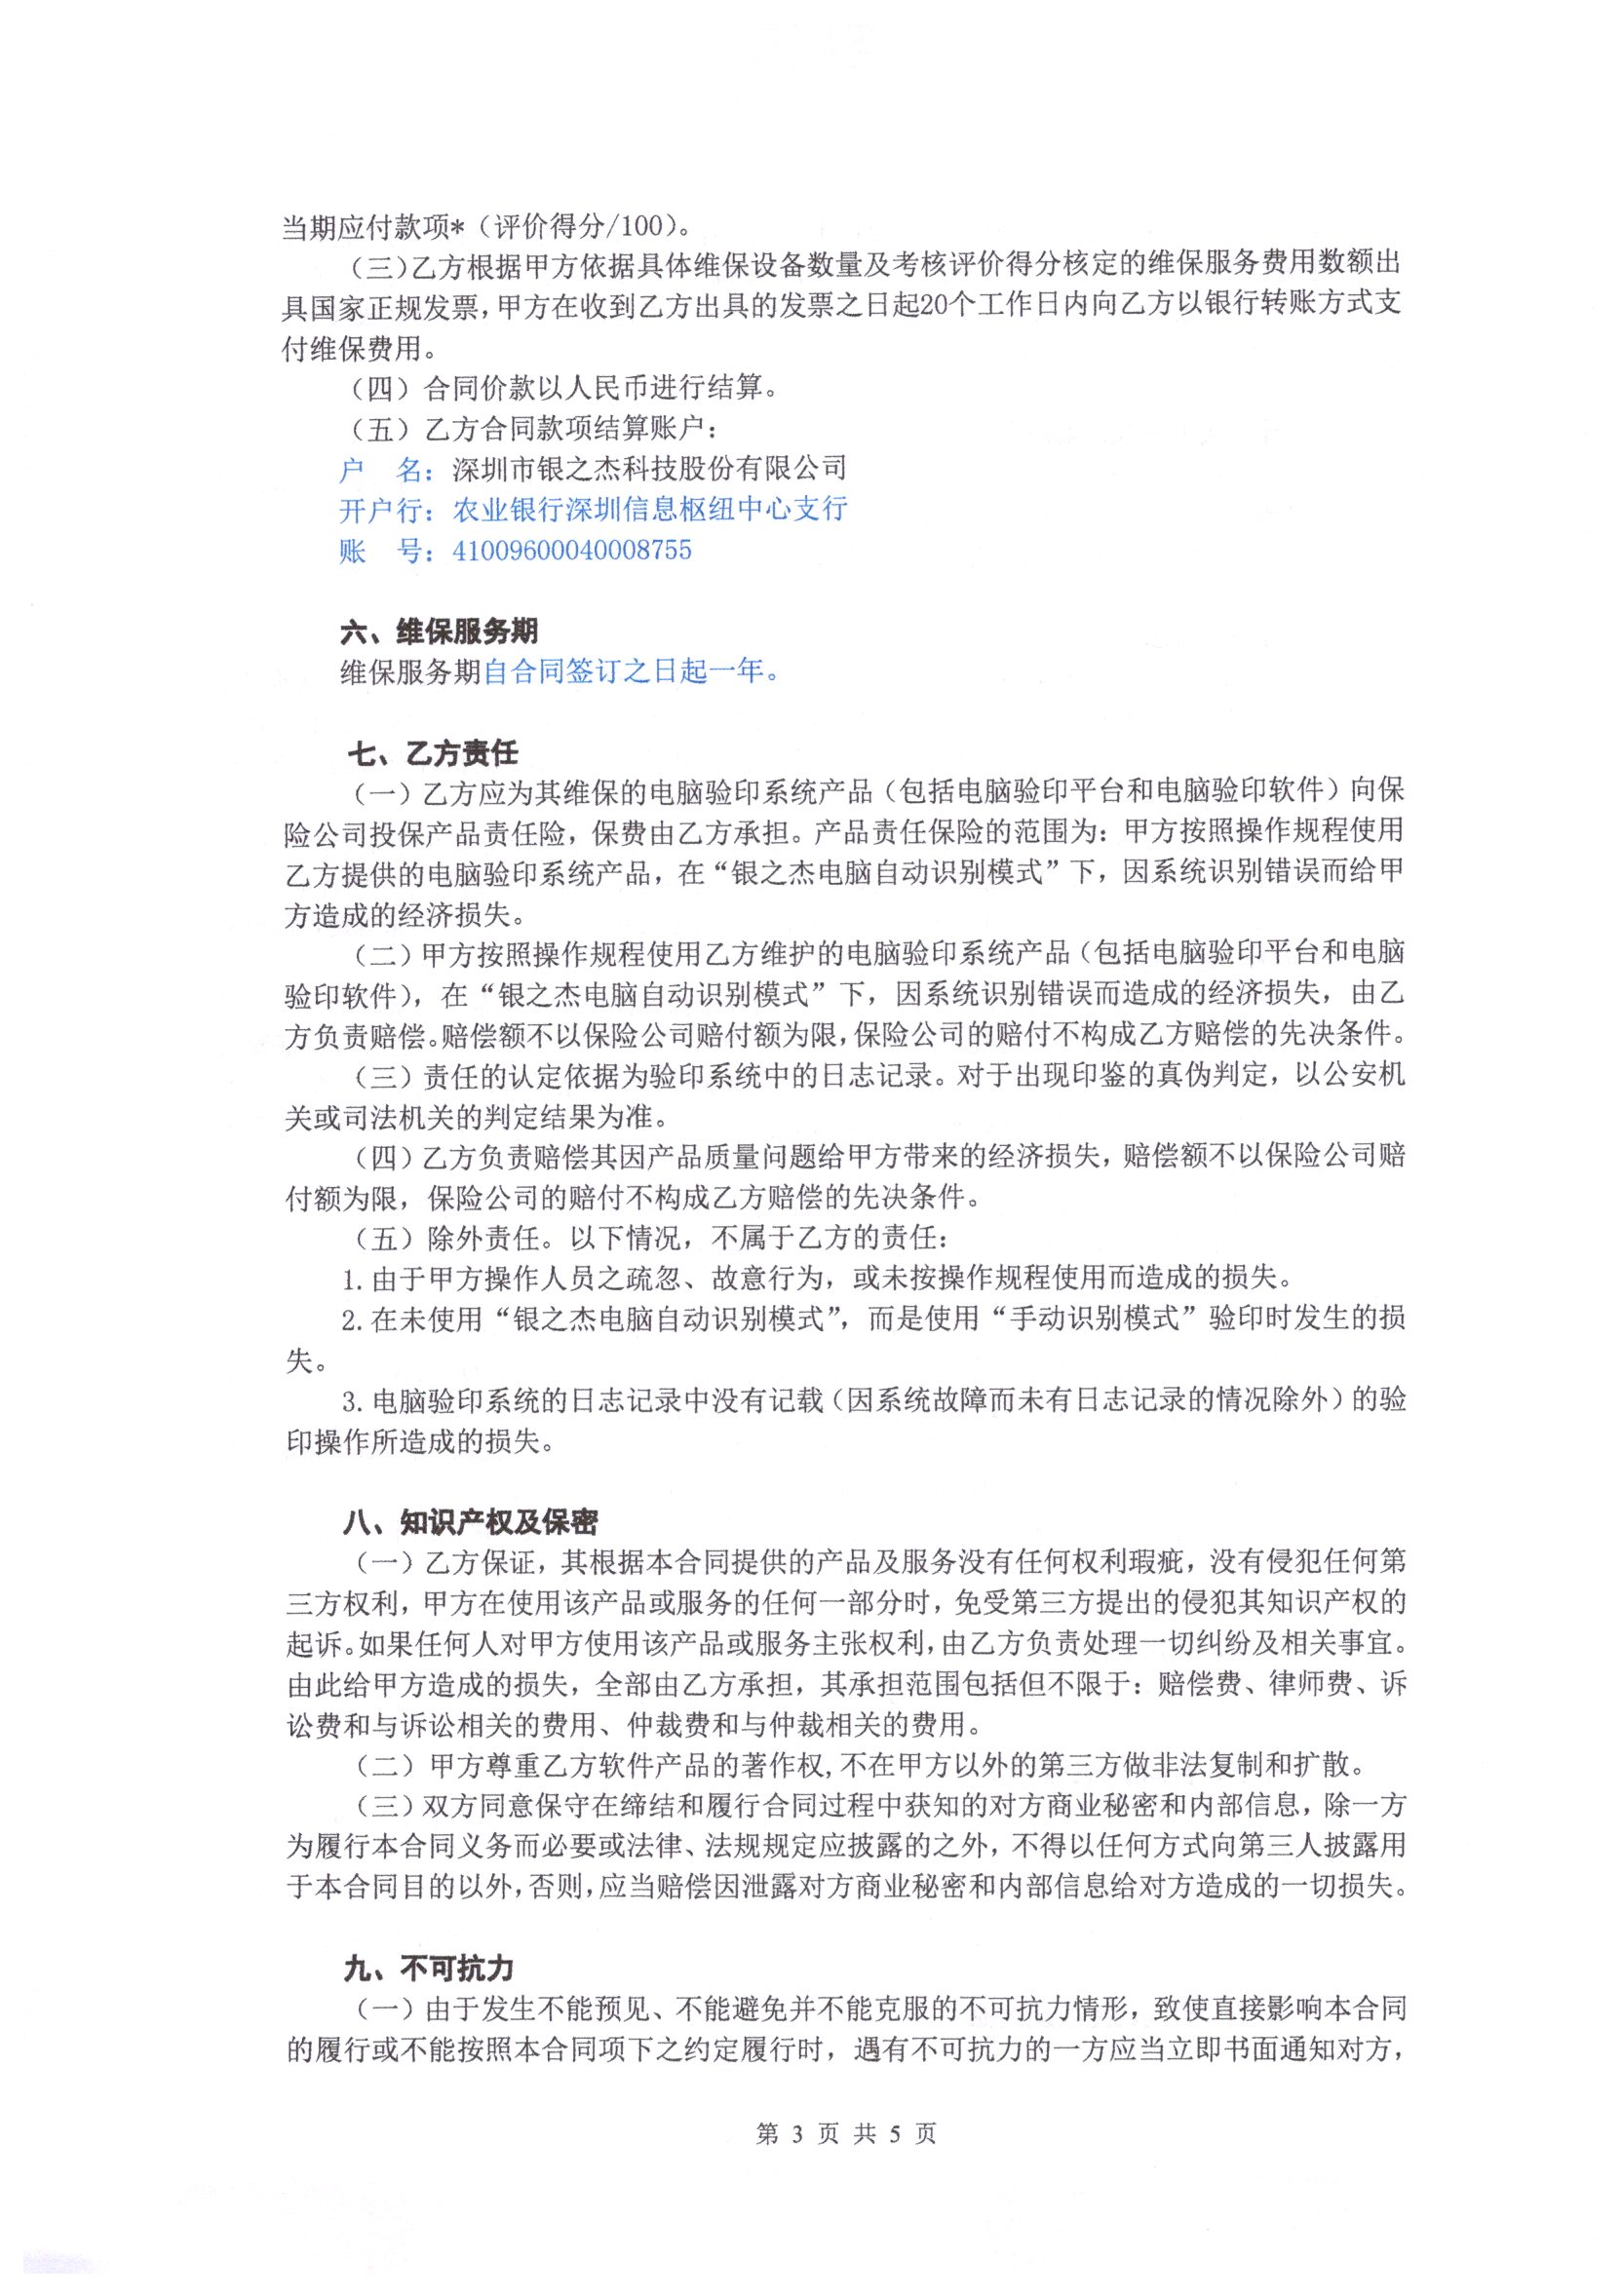 当期应付款项*（评价得分/100）。
（三）乙方根据甲方依据具体维保设备数量及考核评价得分核定的维保服务费用数额出
具国家正规发票，甲方在收到乙方出具的发票之日起20个工作日内向乙方以银行转账方式支
付维保费用。
（四）合同价款以人民币进行结算。
（五）乙方合同款项结算账户：
户　名：深圳市银之杰科技股份有限公司
开户行：农业银行深圳信息枢纽中心支行
账　号：41009600040008755
六、维保服务期
维保服务期自合同签订之日起一年。
七、乙方责任
（一）乙方应为其维保的电脑验印系统产品（包括电脑验印平台和电脑验印软件）向保
险公司投保产品责任险，保费由乙方承担。产品责任保险的范围为：甲方按照操作规程使用
乙方提供的电脑验印系统产品，在“银之杰电脑自动识别模式”下，因系统识别错误而给甲
方造成的经济损失。
（二）甲方按照操作规程使用乙方维护的电脑验印系统产品（包括电脑验印平台和电脑
验印软件），在“银之杰电脑自动识别模式”下，因系统识别错误而造成的经济损失，由乙
方负责赔偿。赔偿额不以保险公司赔付额为限，保险公司的赔付不构成乙方赔偿的先决条件。
（三）责任的认定依据为验印系统中的日志记录。对于出现印鉴的真伪判定，以公安机
关或司法机关的判定结果为准。
（四）乙方负责赔偿其因产品质量问题给甲方带来的经济损失，赔偿额不以保险公司赔
付额为限，保险公司的赔付不构成乙方赔偿的先决条件。
（五）除外责任。以下情况，不属于乙方的责任：
1.由于甲方操作人员之疏忽、故意行为，或未按操作规程使用而造成的损失。
2.在未使用“银之杰电脑自动识别模式”，而是使用“手动识别模式”验印时发生的损
失。
3.电脑验印系统的日志记录中没有记载（因系统故障而未有日志记录的情况除外）的验
印操作所造成的损失。
八、知识产权及保密
（一）乙方保证，其根据本合同提供的产品及服务没有任何权利瑕疵，没有侵犯任何第
三方权利，甲方在使用该产品或服务的任何一部分时，免受第三方提出的侵犯其知识产权的
起诉。如果任何人对甲方使用该产品或服务主张权利，由乙方负责处理一切纠纷及相关事宜。
由此给甲方造成的损失，全部由乙方承担，其承担范围包括但不限于：赔偿费、律师费、诉
讼费和与诉讼相关的费用、仲裁费和与仲裁相关的费用。
（二）甲方尊重乙方软件产品的著作权，不在甲方以外的第三方做非法复制和扩散。
（三）双方同意保守在缔结和履行合同过程中获知的对方商业秘密和内部信息，除一方
为履行本合同义务而必要或法律、法规规定应披露的之外，不得以任何方式向第三人披露用
于本合同目的以外，否则，应当赔偿因泄露对方商业秘密和内部信息给对方造成的一切损失。
九、不可抗力
（一）由于发生不能预见、不能避免并不能克服的不可抗力情形，致使直接影响本合同
的履行或不能按照本合同项下之约定履行时，遇有不可抗力的一方应当立即书面通知对方，
第 3 页 共 5 页